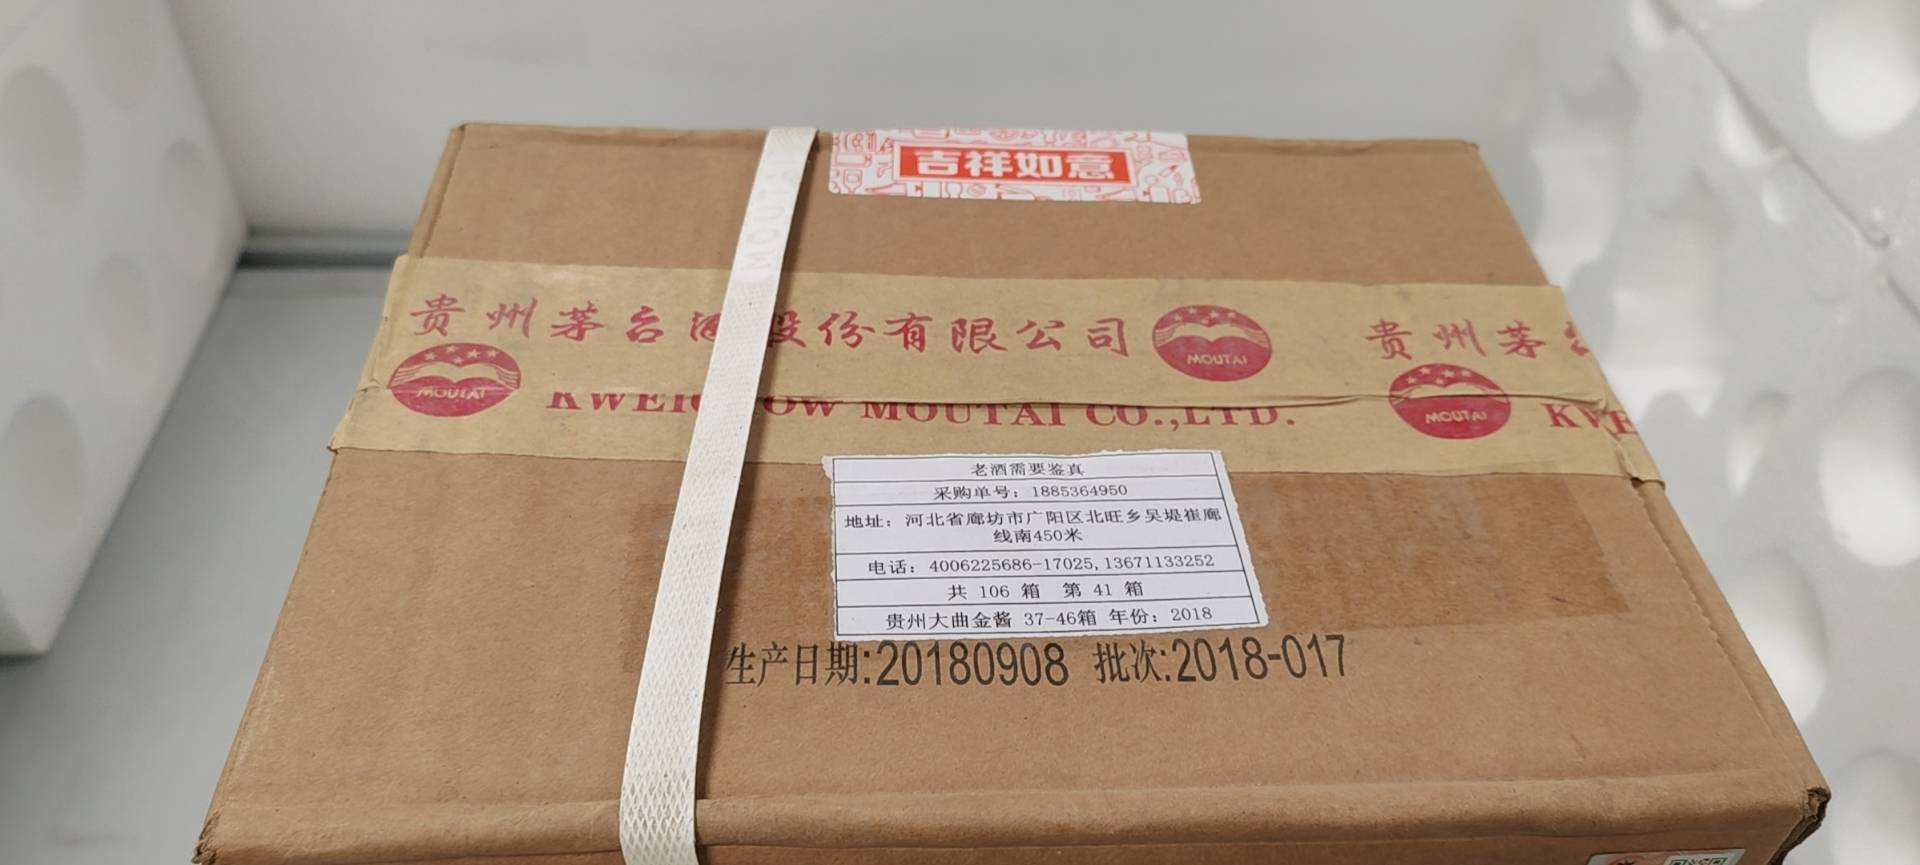 吉祥如意
MOUTA
贵州茅台酒股份有限公司 MOUTAI 贵州茅台
MOUTAI KWEICHOW MOUTAI CO.,LTD. MOUTAI KWE
老酒需要鉴真
采购单号：1885364950
地址：河北省廊坊市广阳区北旺乡吴堤崔廊
线南450米
电话：4006225686-17025,13671133252
共 106 箱 第 41 箱
贵州大曲金酱 37-46箱 年份：2018
生产日期:20180908 批次:2018-017